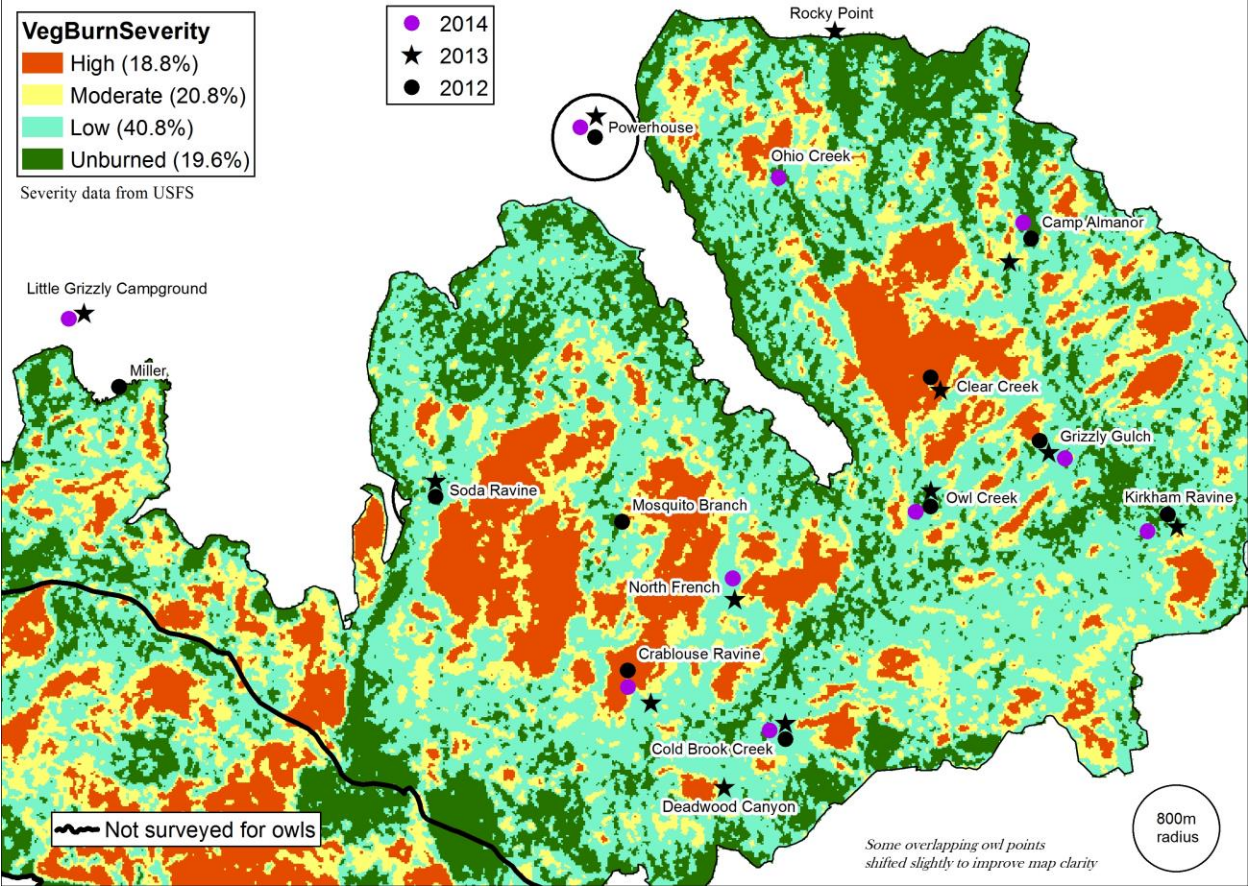 VegBurnSeverity
High (18.8%)
Moderate (20.8%)
Low (40.8%)
Unburned (19.6%)
Severity data from USFS
2014
2013
2012
Rocky Point
Powerhouse
Ohio Creek
Camp Almanor
Little Grizzly Campground
Miller,
Clear Creek
Grizzly Gulch
Soda Ravine
Mosquito Branch
Owl Creek
Kirkham Ravine
North French
Crablouse Ravine
Cold Brook Creek
Deadwood Canyon
Not surveyed for owls
Some overlapping owl points
shifted slightly to improve map clarity
800m
radius